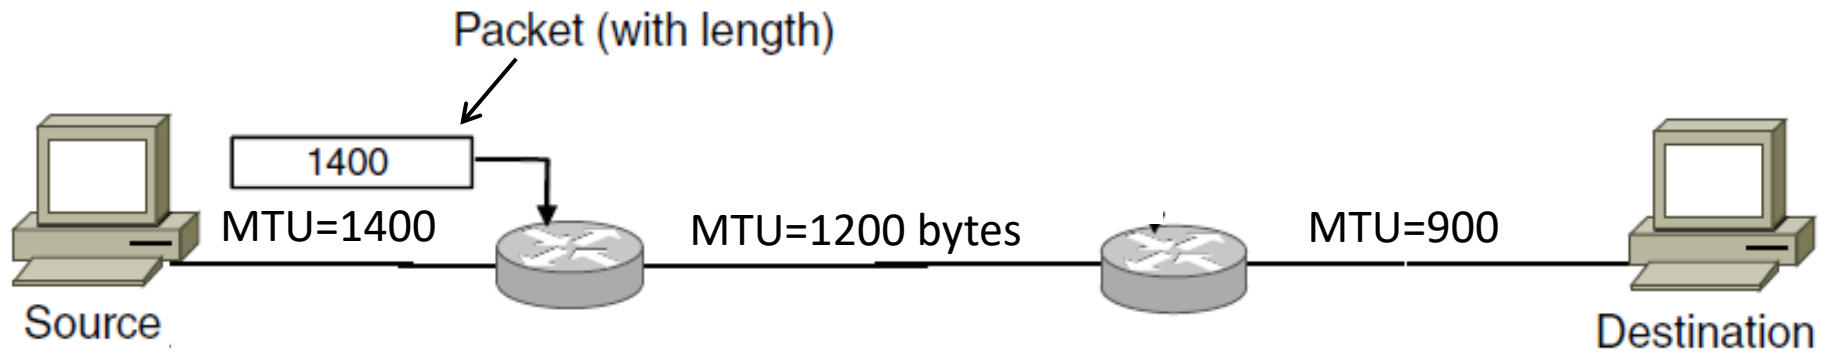 Packet (with length)
1400
MTU=1400
MTU=1200 bytes
MTU=900
Source
Destination